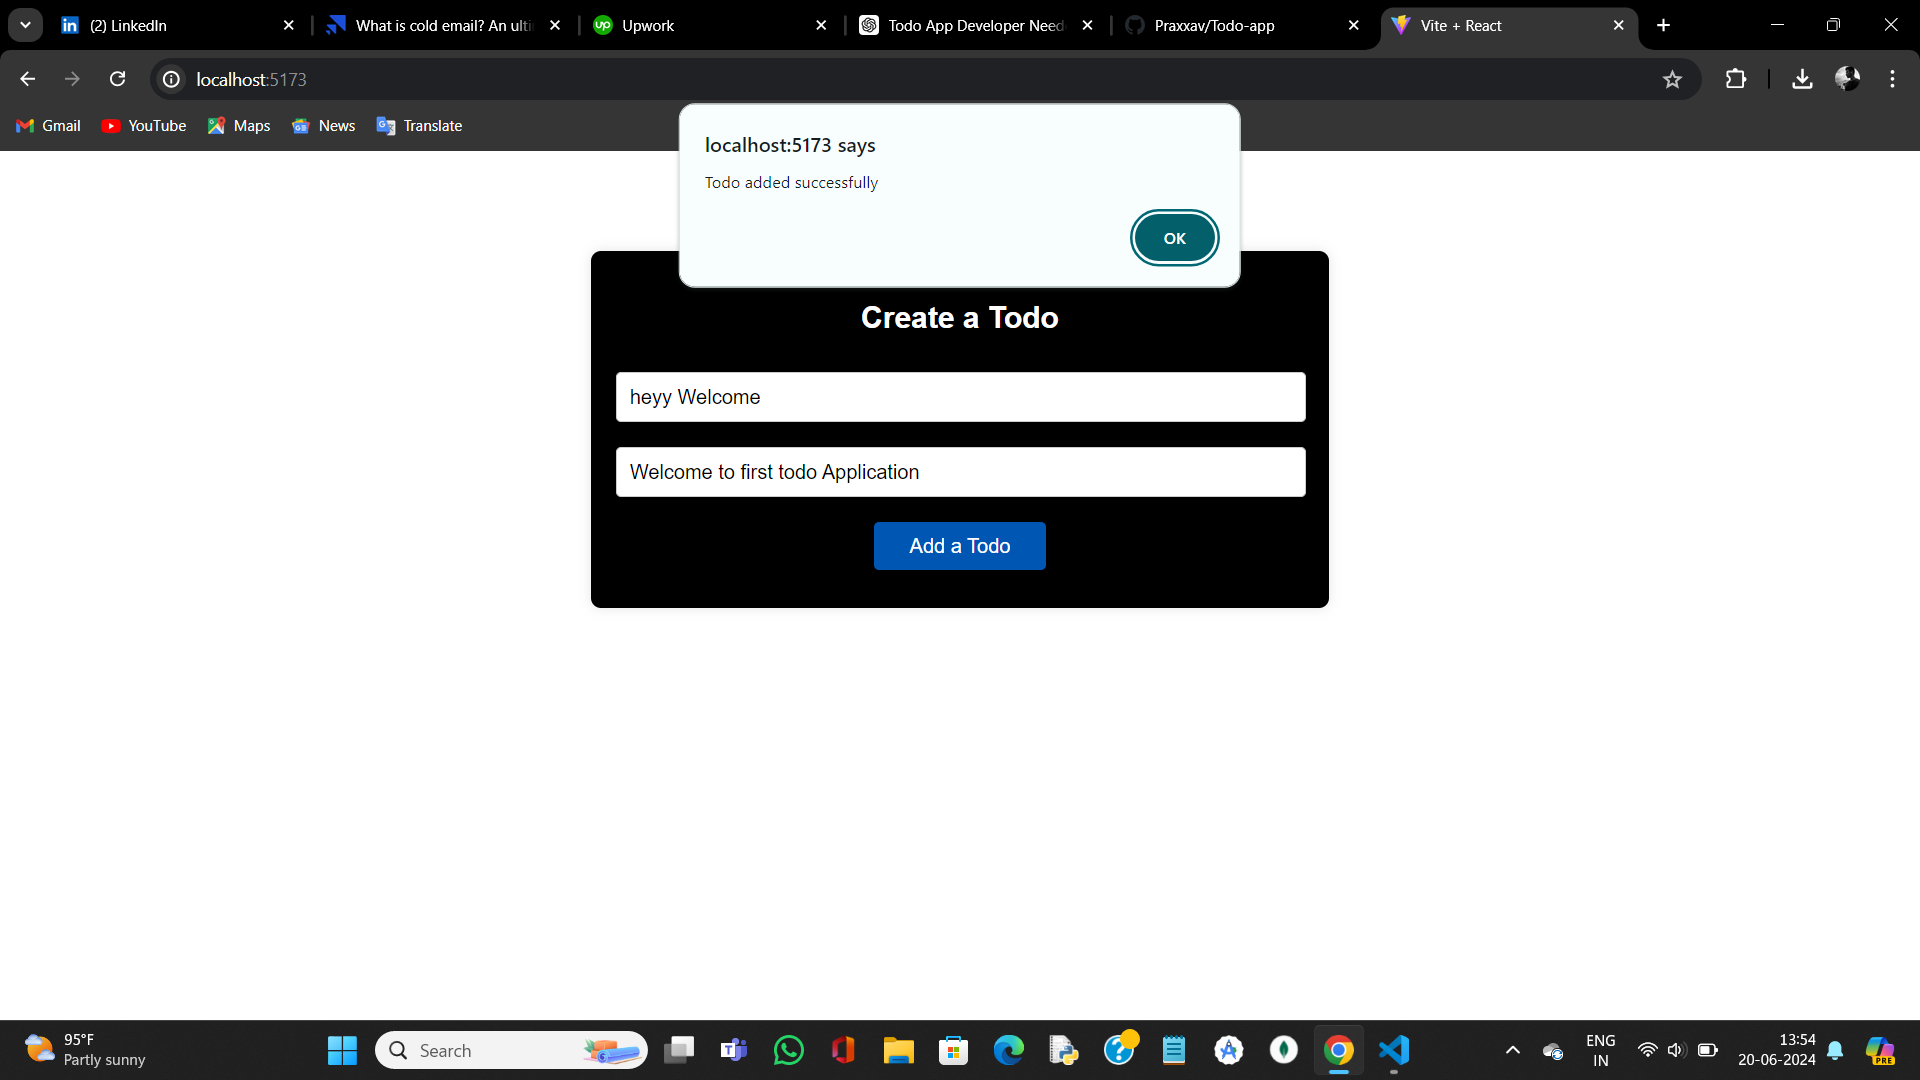 (2) LinkedIn
What is cold email? An ulti
Upwork
Todo App Developer Need
Praxxav/Todo-app
Vite + React
localhost:5173
Gmail
YouTube
Maps
News
Translate
localhost:5173 says
Todo added successfully
OK
Create a Todo
heyy Welcome
Welcome to first todo Application
Add a Todo
95°F
Partly sunny
Search
ENG
IN
13:54
20-06-2024
PRE